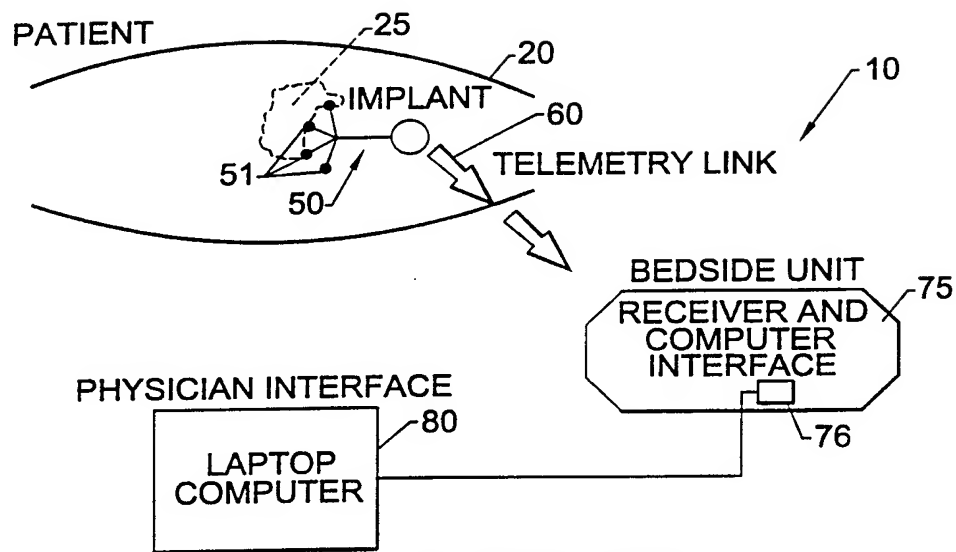 PATIENT
25
20
10
IMPLANT
60
TELEMETRY LINK
51
50
BEDSIDE UNIT
75
RECEIVER AND
COMPUTER
INTERFACE
76
PHYSICIAN INTERFACE
80
LAPTOP
COMPUTER